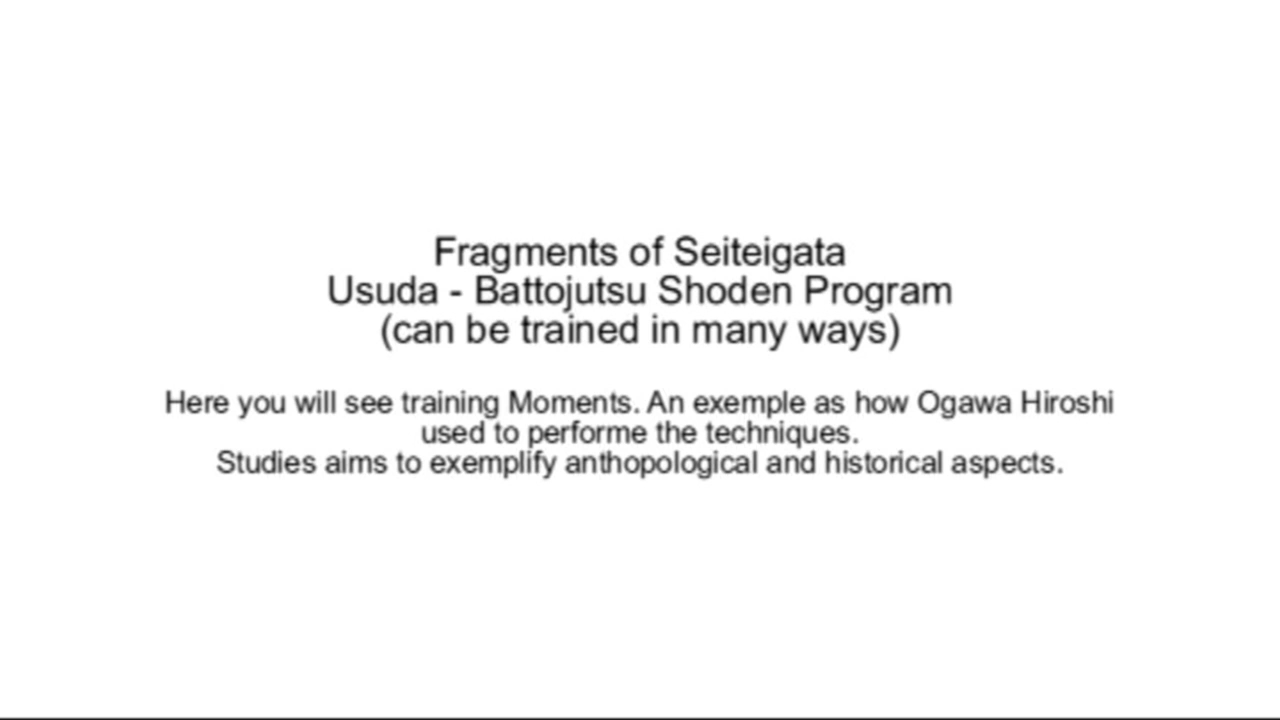 Fragments of Seiteigata
Usuda - Battojutsu Shoden Program
(can be trained in many ways)
Here you will see training Moments. An exemple as how Ogawa Hiroshi
used to performe the techniques.
Studies aims to exemplify anthopological and historical aspects.